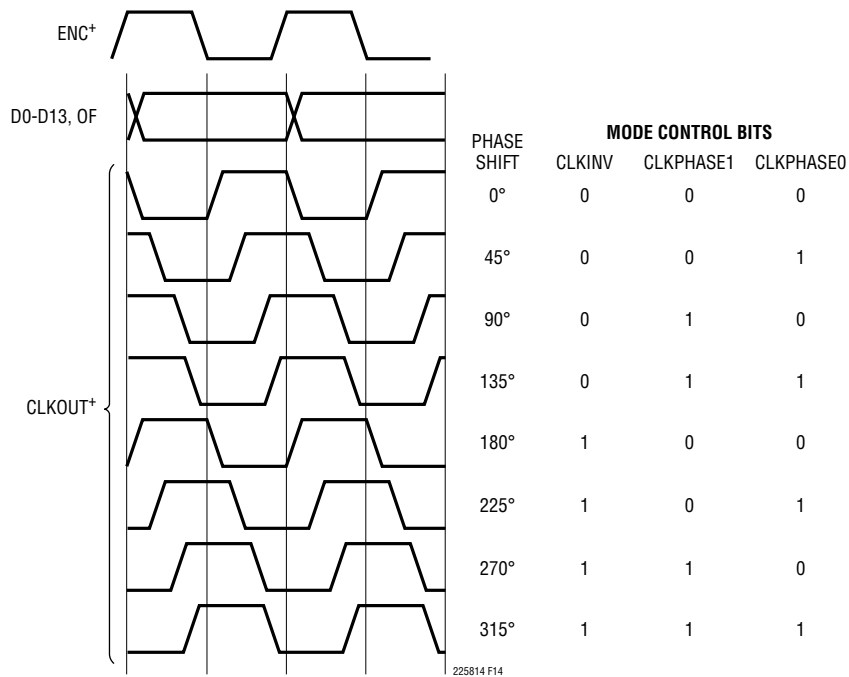 ENC+
D0-D13, OF
CLKOUT+
PHASE SHIFT
MODE CONTROL BITS
CLKINV CLKPHASE1 CLKPHASE0
0° 0 0 0
45° 0 0 1
90° 0 1 0
135° 0 1 1
180° 1 0 0
225° 1 0 1
270° 1 1 0
315° 1 1 1
225814 F14